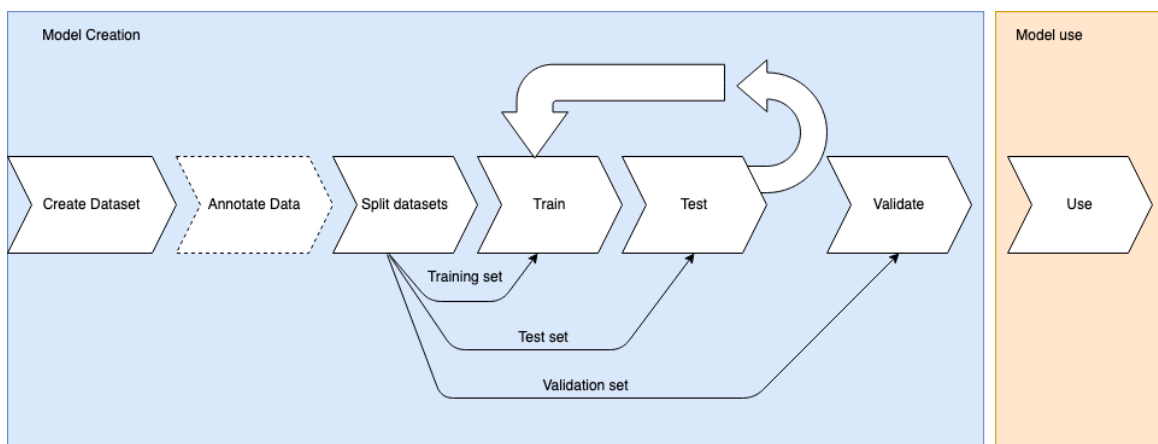 Model Creation
Model use
Create Dataset
Annotate Data
Split datasets
Train
Test
Validate
Use
Training set
Test set
Validation set